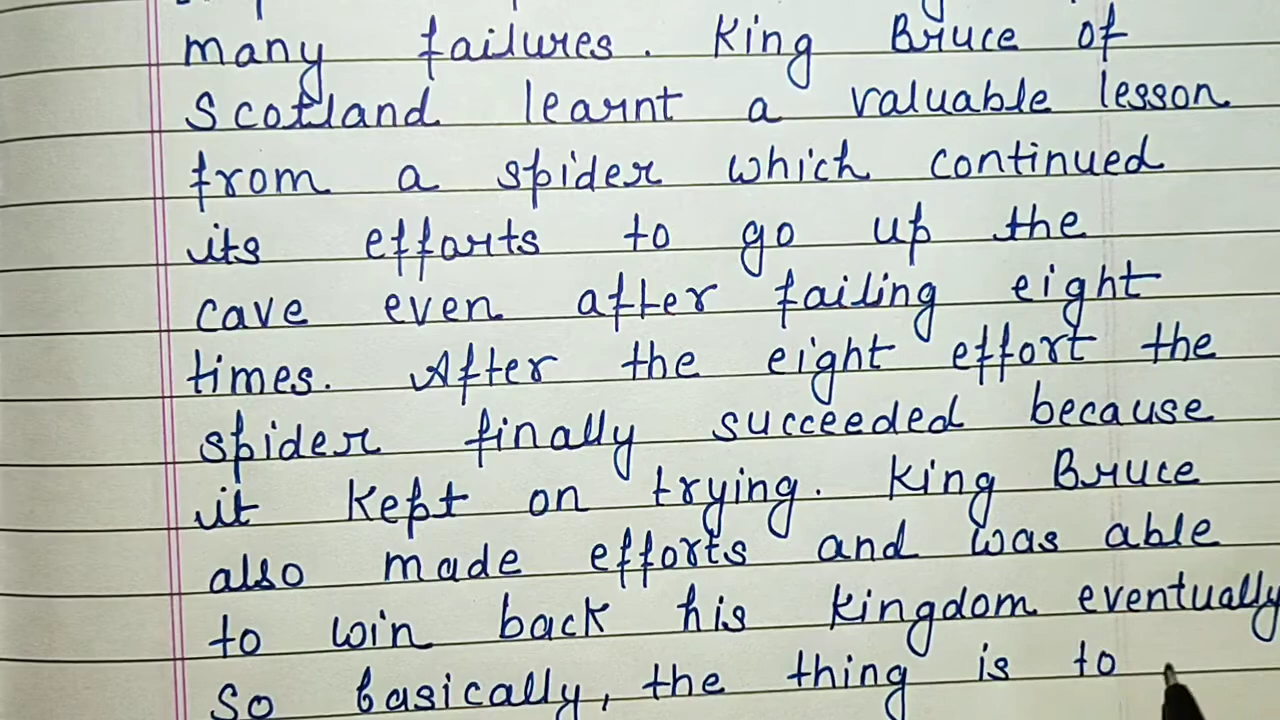 many failures. King Bruce of
Scotland learnt a valuable lesson
from a spider which continued
its efforts to go up the
cave even after failing eight
times. After the eight effort the
spider finally succeeded because
it kept on trying. King Bruce
also made efforts and was able
to win back his kingdom eventually
So basically, the thing is to